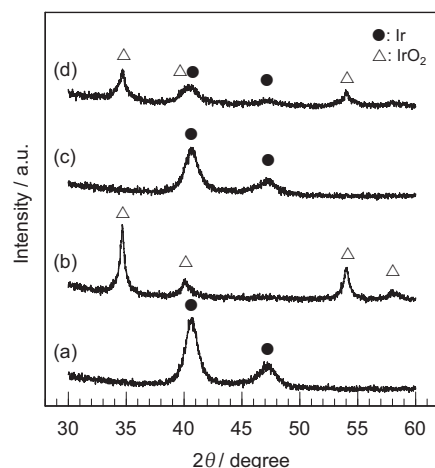 ●: Ir
△: IrO₂
(d)
(c)
(b)
(a)
Intensity / a.u.
30 35 40 45 50 55 60
2θ / degree